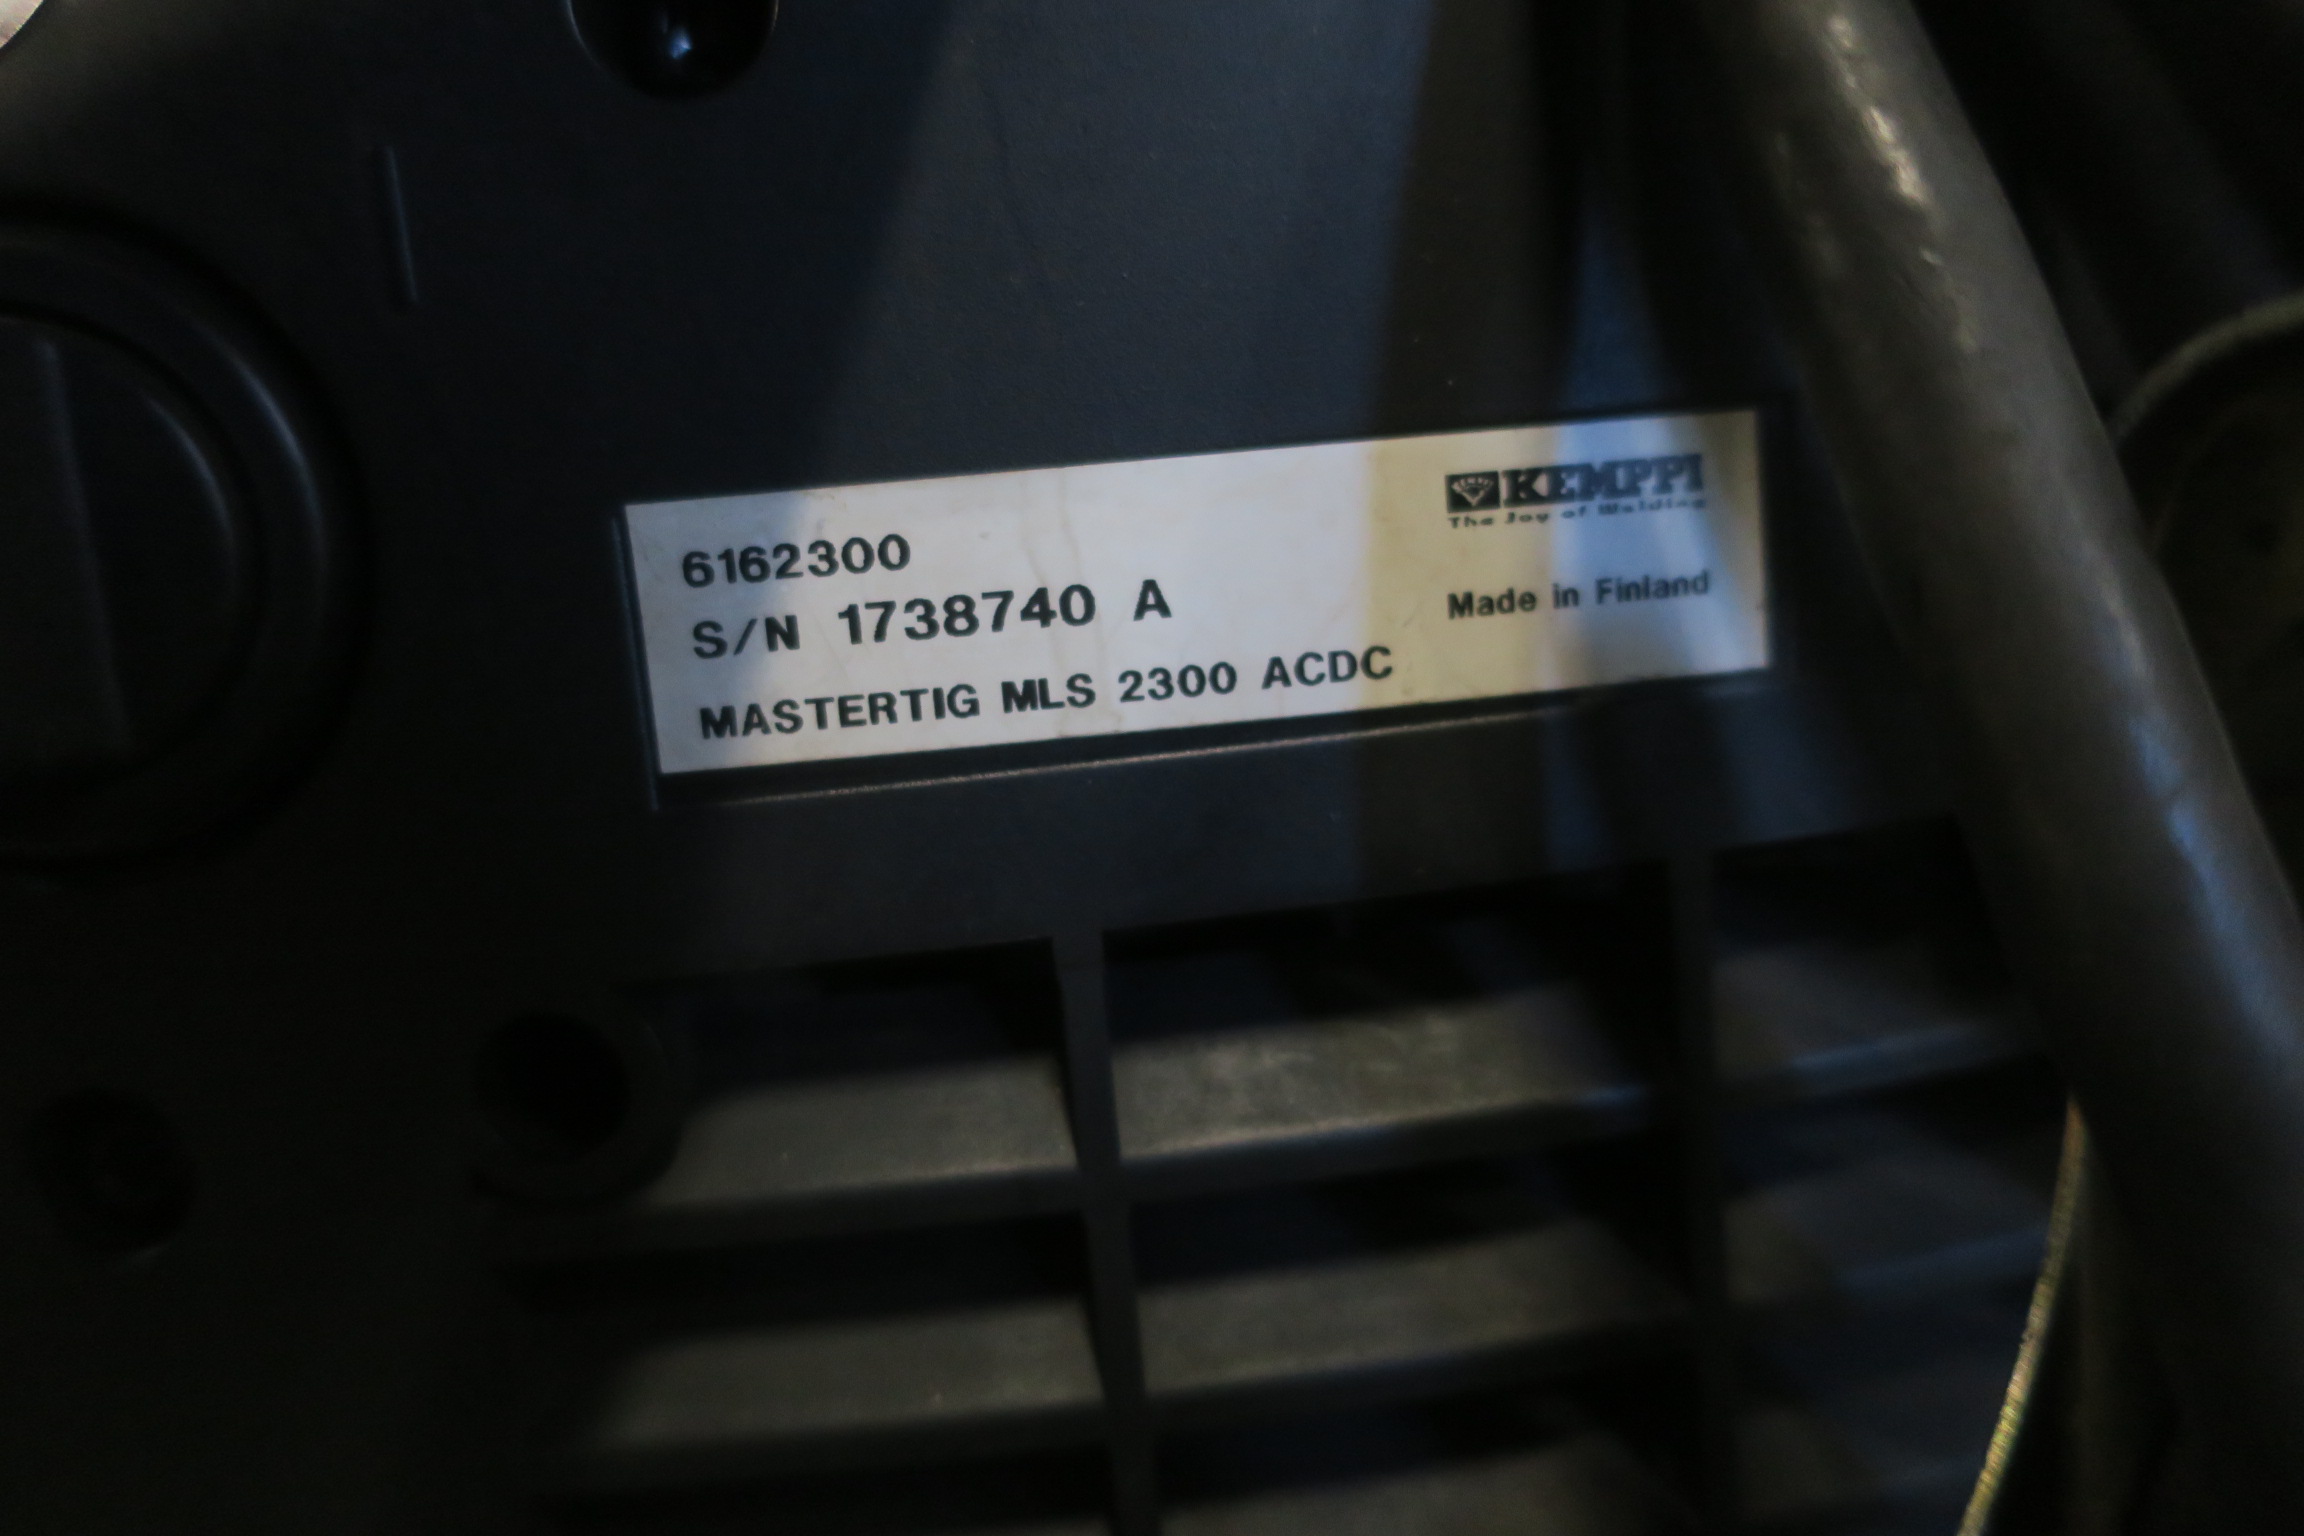 KEMPPI
The Joy of Welding
6162300
S/N 1738740 A
Made in Finland
MASTERTIG MLS 2300 ACDC